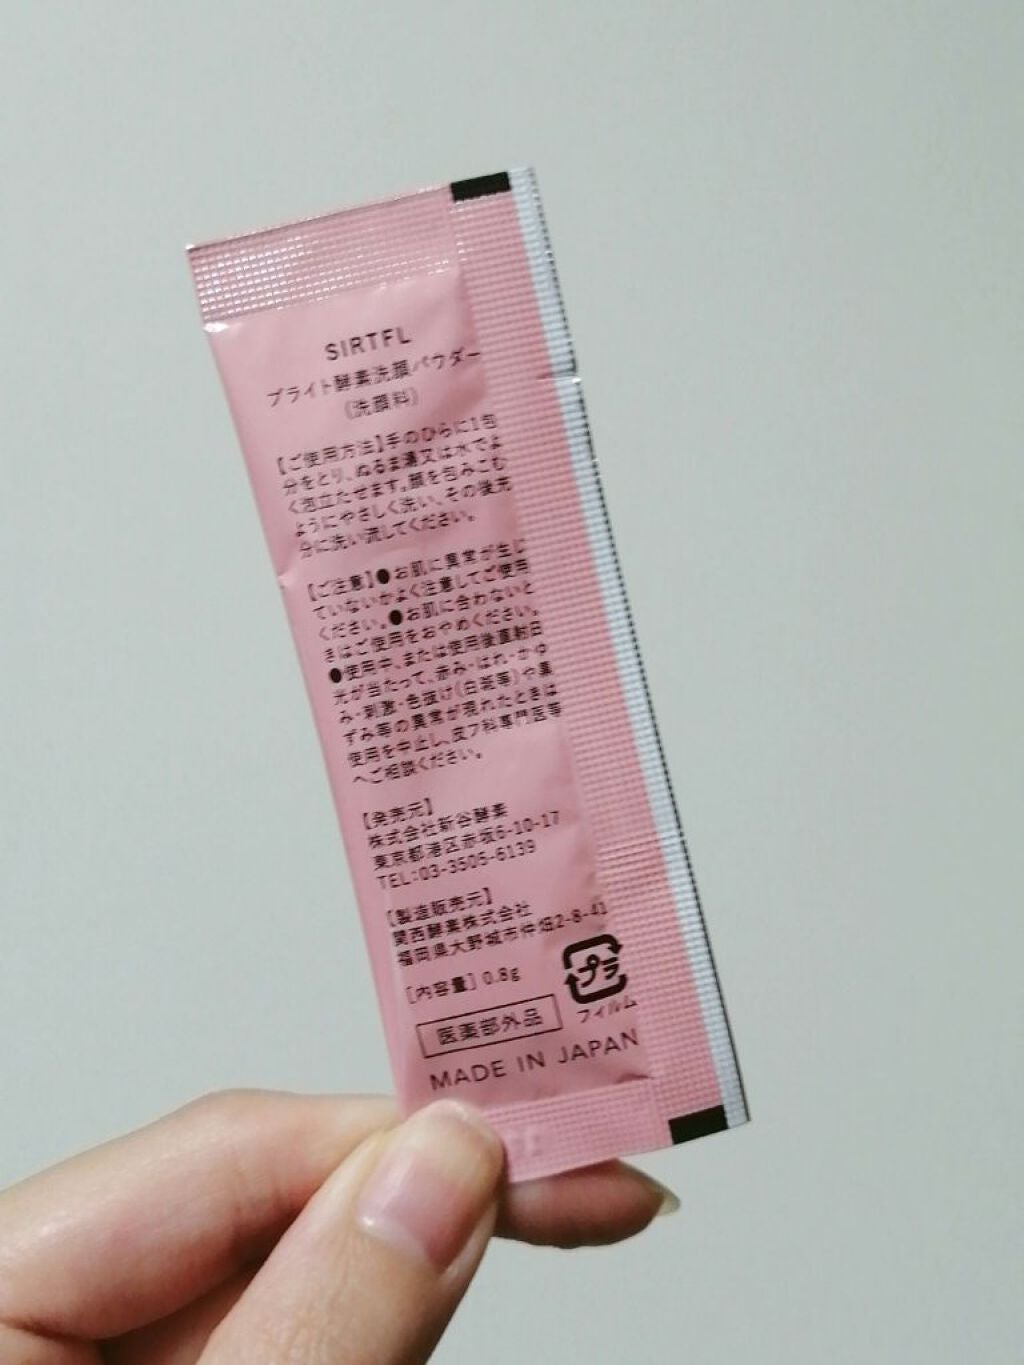 SIRTFL
ブライト酵素洗顔パウダー
(洗顔料)
【ご使用方法】手のひらに1包
分をとり、ぬるま湯又は水でよ
く泡立たせます。顔を包みこむ
ようにやさしく洗い、その後充
分に洗い流してください。
【ご注意】●お肌に異常が生じ
ていないかよく注意してご使用
ください。●お肌に合わないと
きはご使用をおやめください。
●使用中、または使用後直射日
光が当たって、赤み・はれ・かゆ
み・刺激・色抜け(白斑等)や黒
ずみ等の異常が現れたときは
使用を中止し、皮フ科専門医等
へご相談ください。
【発売元】
株式会社新谷酵素
東京都港区赤坂6-10-17
TEL:03-3505-6139
【製造販売元】
関西酵素株式会社
福岡県大野城市仲畑2-8-41
[内容量] 0.8g
プラ
フィルム
医薬部外品
MADE IN JAPAN